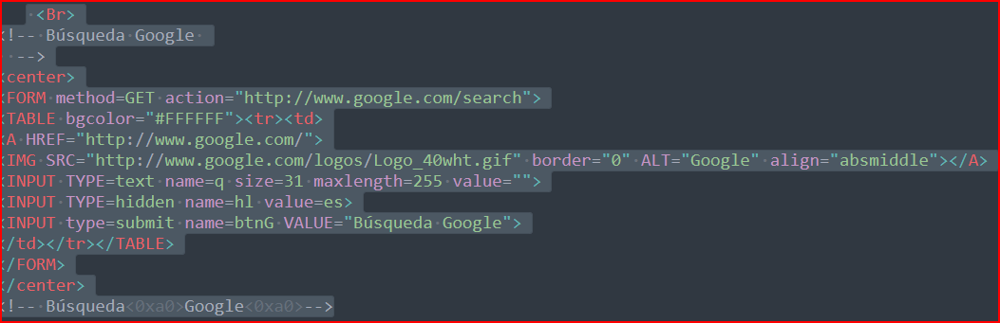 <Br>
<!-- Búsqueda Google
-->
<center>
<FORM method=GET action="http://www.google.com/search">
<TABLE bgcolor="#FFFFFF"><tr><td>
<A HREF="http://www.google.com/">
<IMG SRC="http://www.google.com/logos/Logo_40wht.gif" border="0" ALT="Google" align="absmiddle"></A>
<INPUT TYPE=text name=q size=31 maxlength=255 value="">
<INPUT TYPE=hidden name=hl value=es>
<INPUT type=submit name=btnG VALUE="Búsqueda Google">
</td></tr></TABLE>
</FORM>
</center>
<!-- Búsqueda<0xa0>Google<0xa0>-->